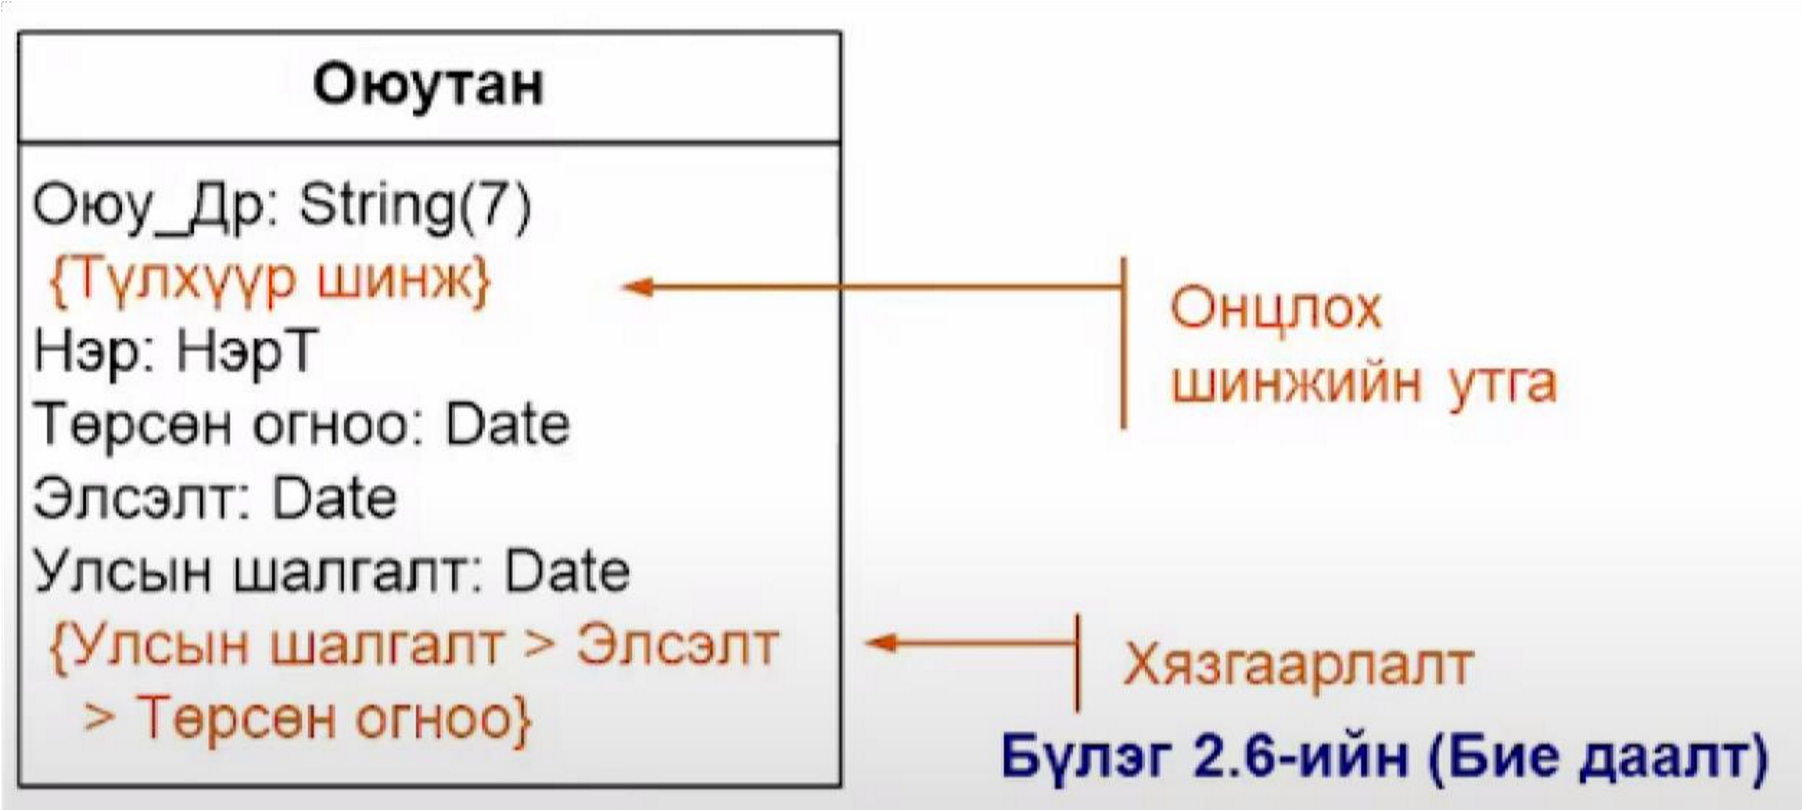 Оюутан
Оюу_Др: String(7)
{Түлхүүр шинж}
Нэр: НэрТ
Төрсөн огноо: Date
Элсэлт: Date
Улсын шалгалт: Date
{Улсын шалгалт > Элсэлт
> Төрсөн огноо}
Онцлох
шинжийн утга
Хязгаарлалт
Бүлэг 2.6-ийн (Бие даалт)